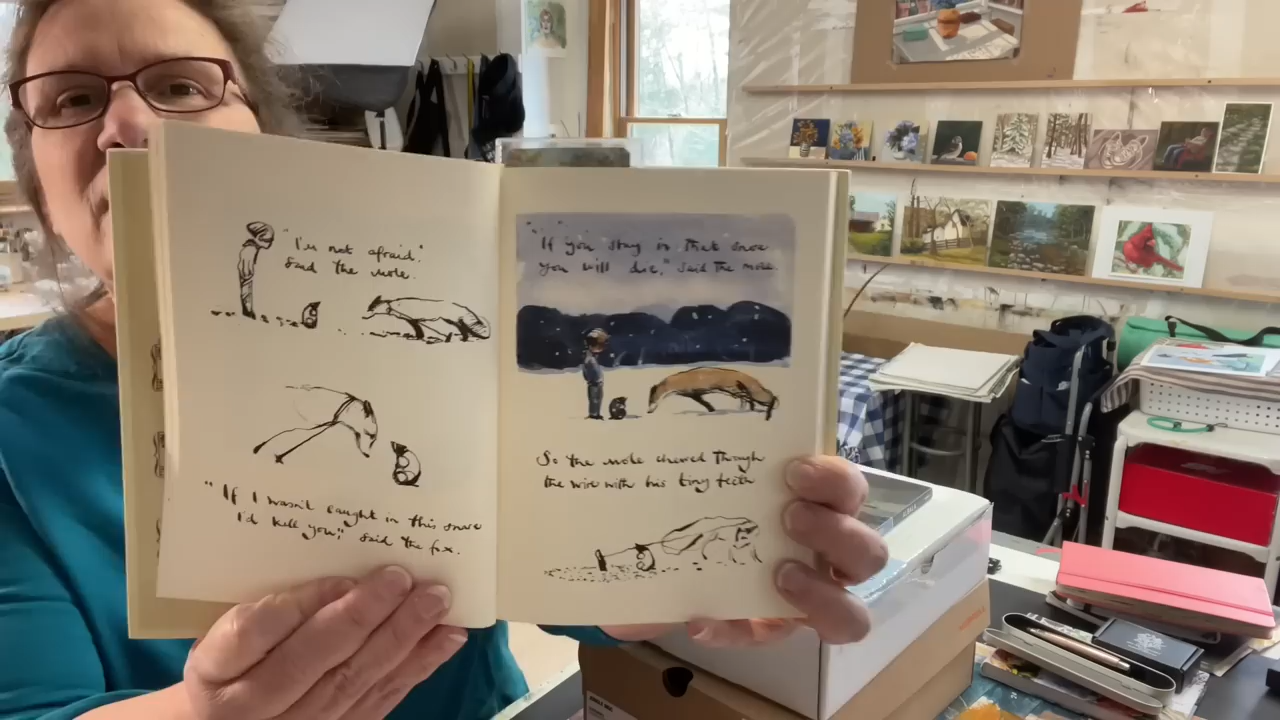 "I'm not afraid."
said the mole.
"If I wasn't caught in this snare
I'd kill you," said the fox.
"If you stay in that snare
you will die," said the mole.
So the mole chewed through
the wire with his tiny teeth